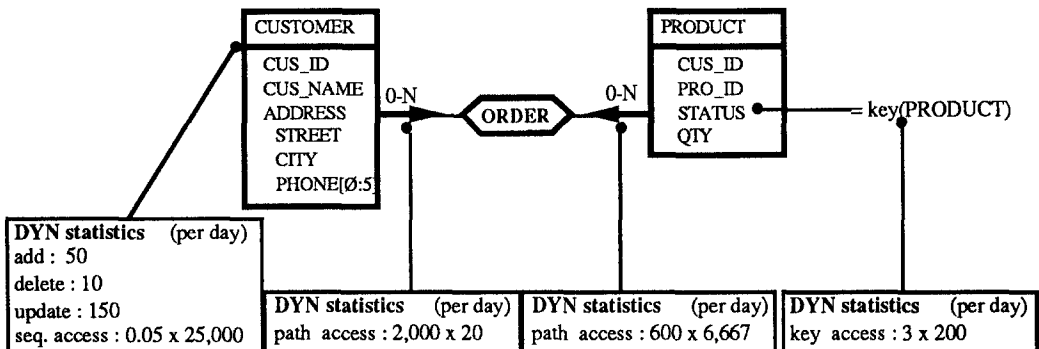 CUSTOMER
CUS_ID
CUS_NAME
ADDRESS
STREET
CITY
PHONE[Ø:5]
0-N
ORDER
0-N
PRODUCT
CUS_ID
PRO_ID
STATUS
QTY
= key(PRODUCT)
DYN statistics (per day)
add : 50
delete : 10
update : 150
seq. access : 0.05 x 25,000
DYN statistics (per day)
path access : 2,000 x 20
DYN statistics (per day)
path access : 600 x 6,667
DYN statistics (per day)
key access : 3 x 200